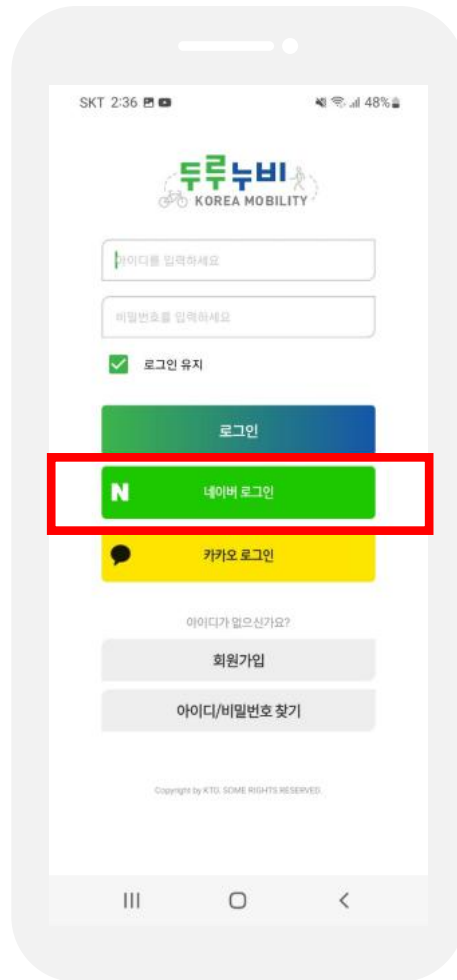 SKT 2:36 48%
두루누비
KOREA MOBILITY
아이디를 입력하세요
비밀번호를 입력하세요
로그인 유지
로그인
N 네이버 로그인
카카오 로그인
아이디가 없으신가요?
회원가입
아이디/비밀번호 찾기
Copyright by KTO. SOME RIGHTS RESERVED.